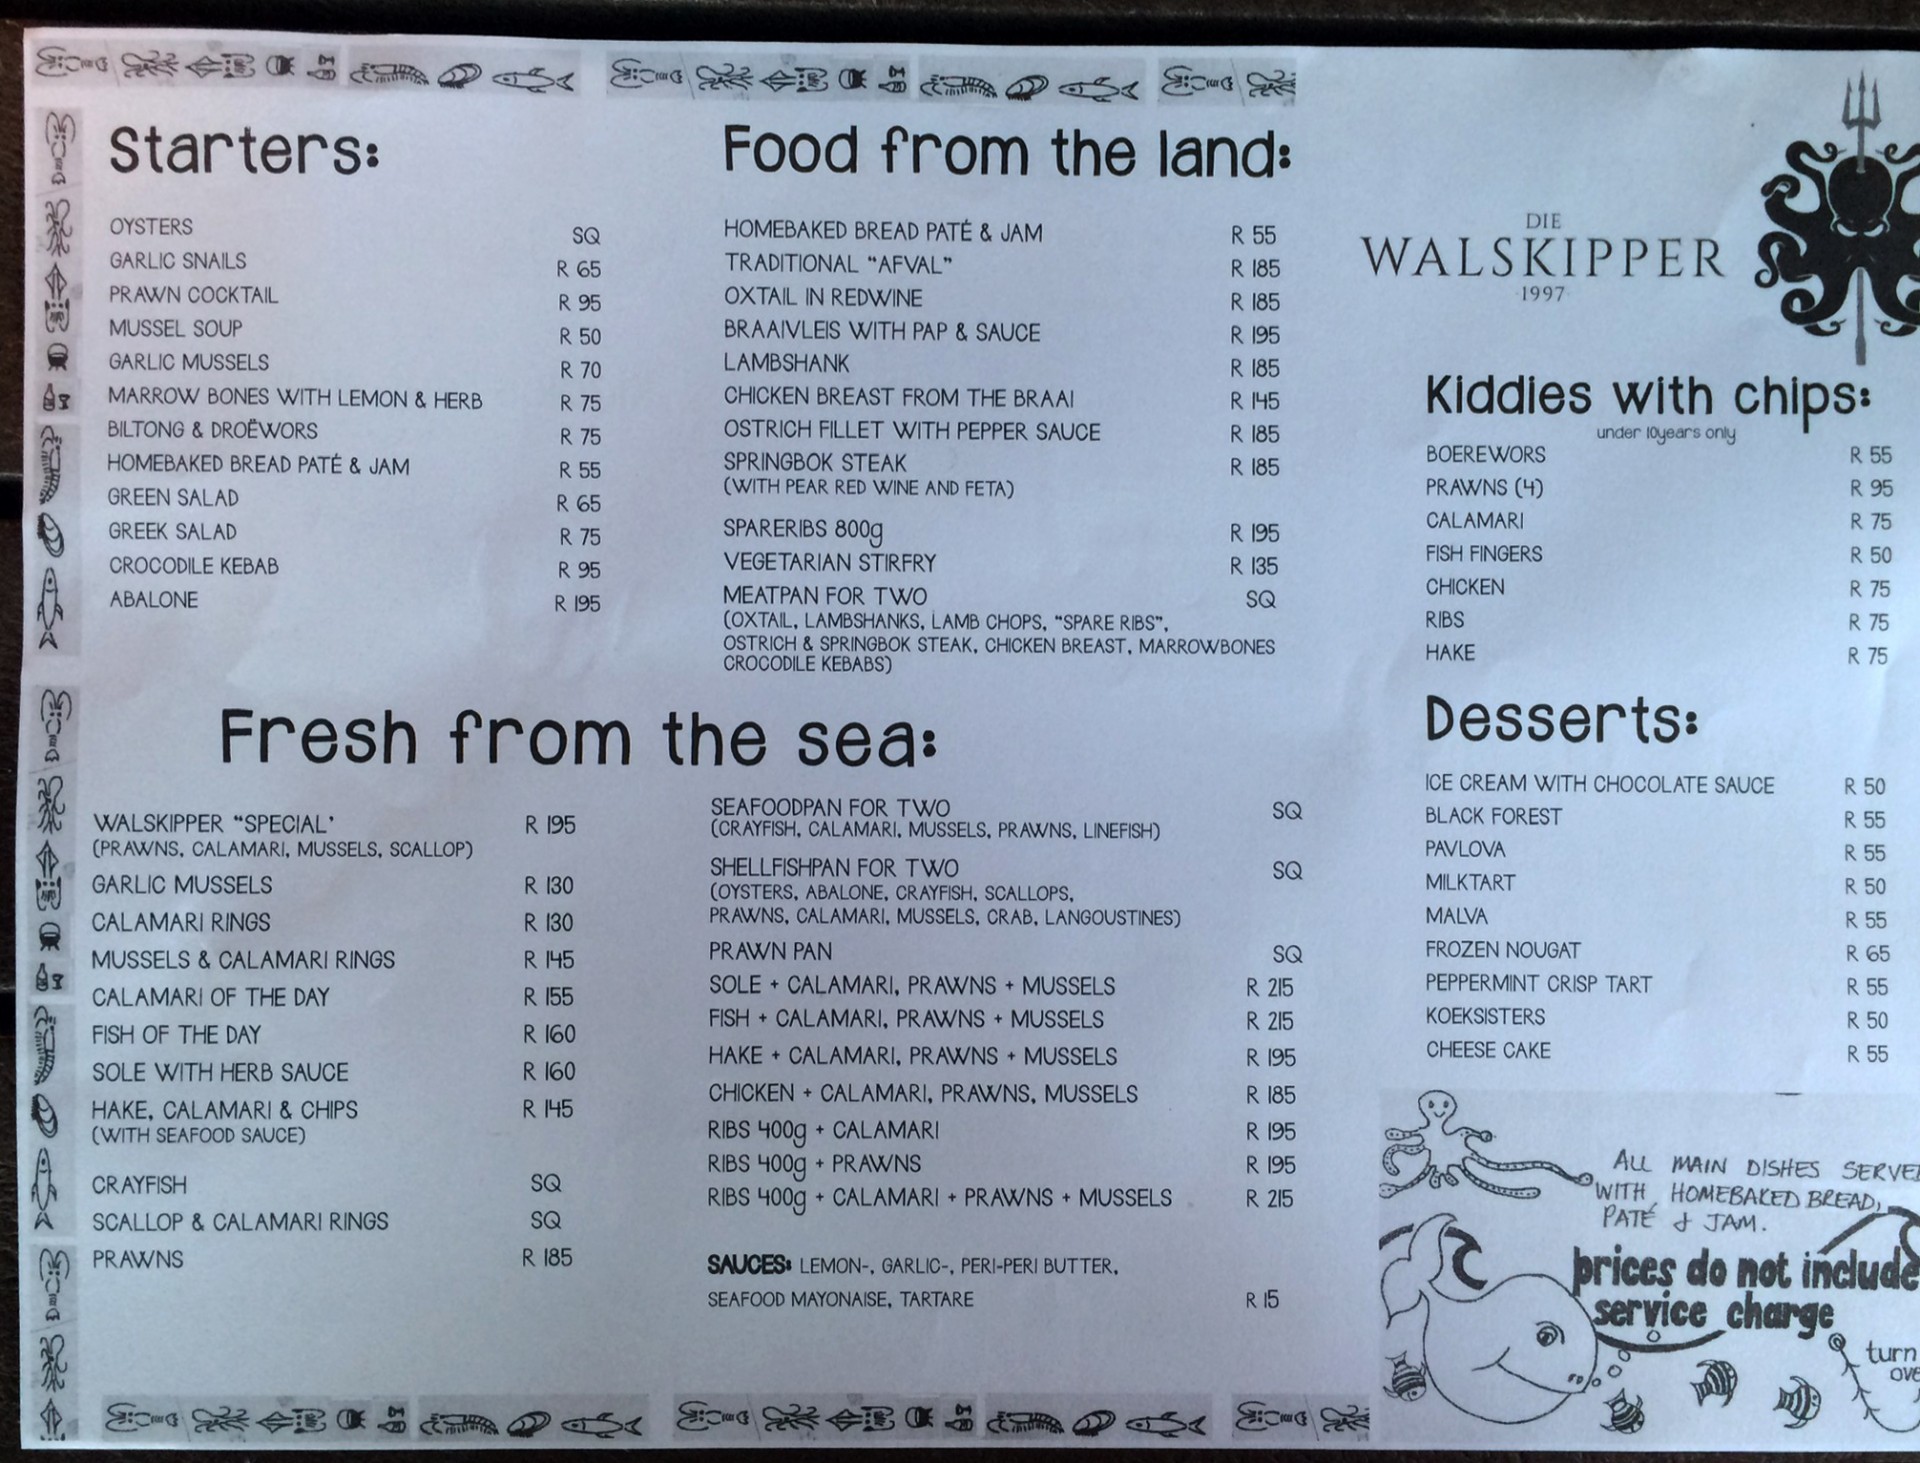 Starters:
OYSTERS SQ
GARLIC SNAILS R 65
PRAWN COCKTAIL R 95
MUSSEL SOUP R 50
GARLIC MUSSELS R 70
MARROW BONES WITH LEMON & HERB R 75
BILTONG & DROËWORS R 75
HOMEBAKED BREAD PATÉ & JAM R 55
GREEN SALAD R 65
GREEK SALAD R 75
CROCODILE KEBAB R 95
ABALONE R 195
Food from the land:
HOMEBAKED BREAD PATÉ & JAM R 55
TRADITIONAL “AFVAL” R 185
OXTAIL IN REDWINE R 185
BRAAIVLEIS WITH PAP & SAUCE R 195
LAMBSHANK R 185
CHICKEN BREAST FROM THE BRAAI R 145
OSTRICH FILLET WITH PEPPER SAUCE R 185
SPRINGBOK STEAK R 185
(WITH PEAR RED WINE AND FETA)
SPARERIBS 800g R 195
VEGETARIAN STIRFRY R 135
MEATPAN FOR TWO SQ
(OXTAIL, LAMBSHANKS, LAMB CHOPS, “SPARE RIBS”,
OSTRICH & SPRINGBOK STEAK, CHICKEN BREAST, MARROWBONES
CROCODILE KEBABS)
DIE
WALSKIPPER
1997
Kiddies with chips:
under 10years only
BOEREWORS R 55
PRAWNS (4) R 95
CALAMARI R 75
FISH FINGERS R 50
CHICKEN R 75
RIBS R 75
HAKE R 75
Fresh from the sea:
WALSKIPPER “SPECIAL’ R 195
(PRAWNS, CALAMARI, MUSSELS, SCALLOP)
GARLIC MUSSELS R 130
CALAMARI RINGS R 130
MUSSELS & CALAMARI RINGS R 145
CALAMARI OF THE DAY R 155
FISH OF THE DAY R 160
SOLE WITH HERB SAUCE R 160
HAKE, CALAMARI & CHIPS R 145
(WITH SEAFOOD SAUCE)
CRAYFISH SQ
SCALLOP & CALAMARI RINGS SQ
PRAWNS R 185
SEAFOODPAN FOR TWO SQ
(CRAYFISH, CALAMARI, MUSSELS, PRAWNS, LINEFISH)
SHELLFISHPAN FOR TWO SQ
(OYSTERS, ABALONE, CRAYFISH, SCALLOPS,
PRAWNS, CALAMARI, MUSSELS, CRAB, LANGOUSTINES)
PRAWN PAN SQ
SOLE + CALAMARI, PRAWNS + MUSSELS R 215
FISH + CALAMARI, PRAWNS + MUSSELS R 215
HAKE + CALAMARI, PRAWNS + MUSSELS R 195
CHICKEN + CALAMARI, PRAWNS, MUSSELS R 185
RIBS 400g + CALAMARI R 195
RIBS 400g + PRAWNS R 195
RIBS 400g + CALAMARI + PRAWNS + MUSSELS R 215
SAUCES: LEMON-, GARLIC-, PERI-PERI BUTTER,
SEAFOOD MAYONAISE, TARTARE R 15
Desserts:
ICE CREAM WITH CHOCOLATE SAUCE R 50
BLACK FOREST R 55
PAVLOVA R 55
MILKTART R 50
MALVA R 55
FROZEN NOUGAT R 65
PEPPERMINT CRISP TART R 55
KOEKSISTERS R 50
CHEESE CAKE R 55
ALL MAIN DISHES SERVE
WITH HOMEBAKED BREAD,
PATÉ & JAM.
prices do not include
service charge
turn
ove